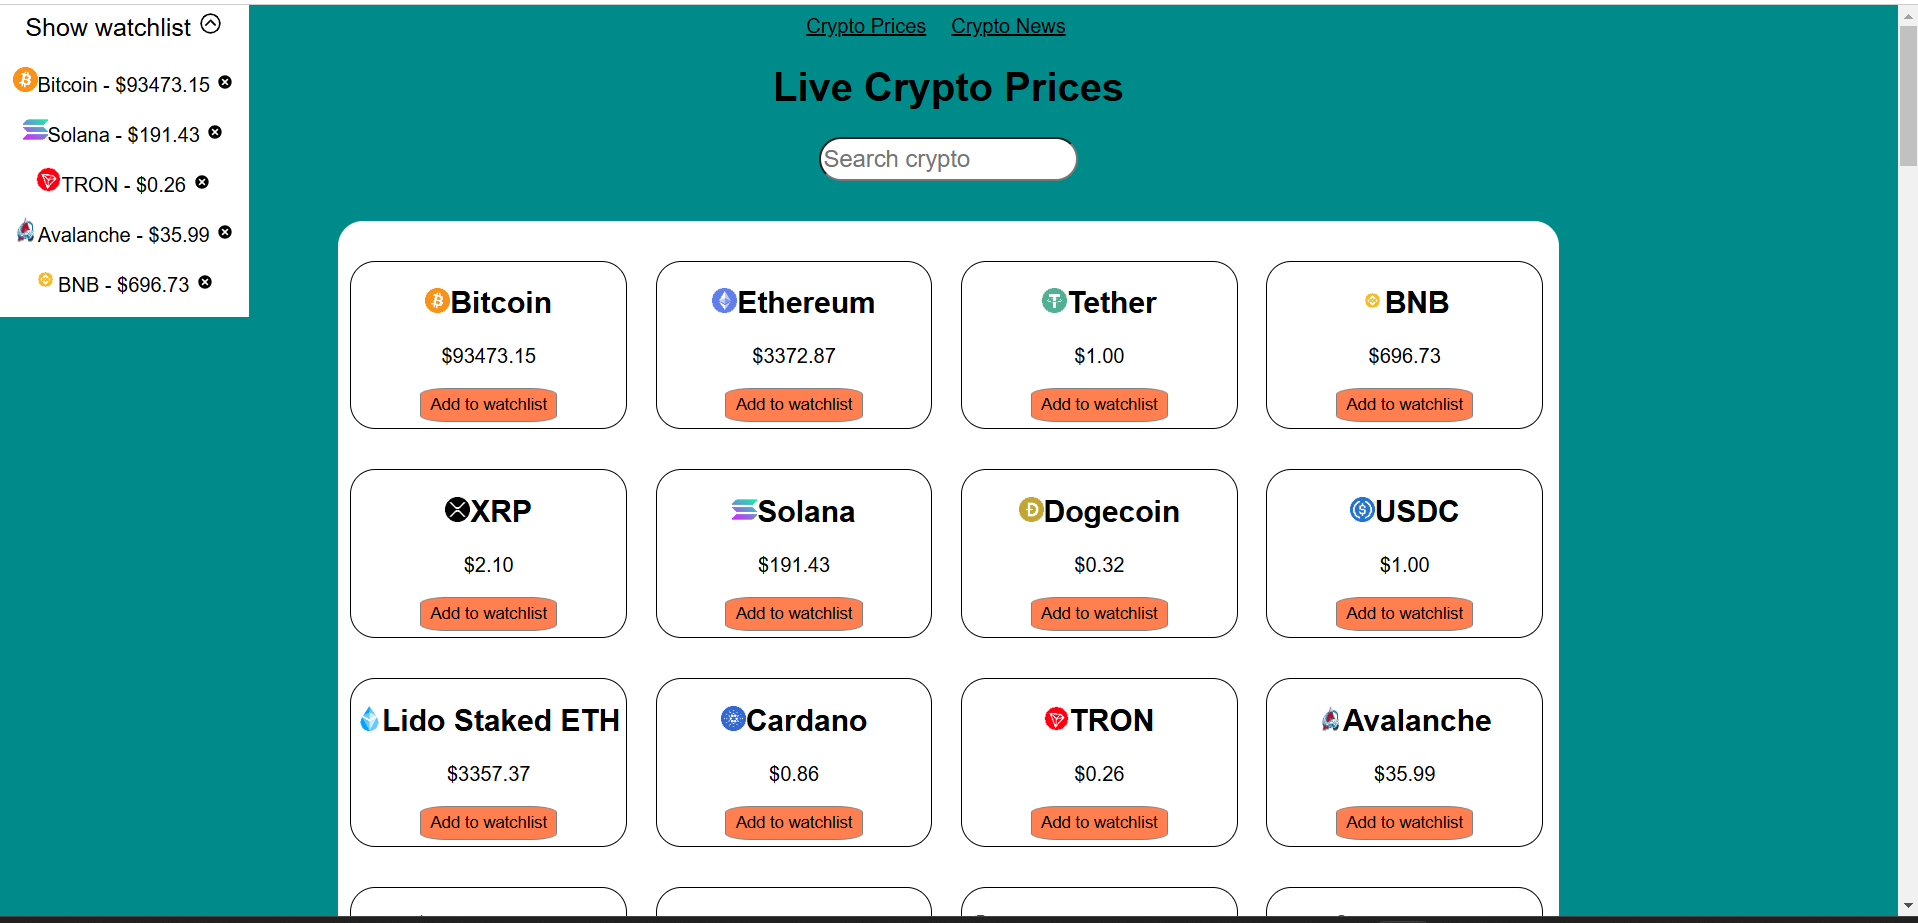 Show watchlist
Bitcoin - $93473.15
Solana - $191.43
TRON - $0.26
Avalanche - $35.99
BNB - $696.73
Crypto Prices Crypto News
Live Crypto Prices
Search crypto
Bitcoin
$93473.15
Add to watchlist
Ethereum
$3372.87
Add to watchlist
Tether
$1.00
Add to watchlist
BNB
$696.73
Add to watchlist
XRP
$2.10
Add to watchlist
Solana
$191.43
Add to watchlist
Dogecoin
$0.32
Add to watchlist
USDC
$1.00
Add to watchlist
Lido Staked ETH
$3357.37
Add to watchlist
Cardano
$0.86
Add to watchlist
TRON
$0.26
Add to watchlist
Avalanche
$35.99
Add to watchlist